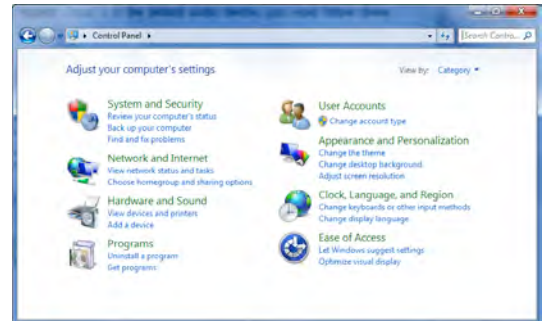 Control Panel
Search Contro...
Adjust your computer's settings
View by: Category
System and Security
Review your computer's status
Back up your computer
Find and fix problems
Network and Internet
View network status and tasks
Choose homegroup and sharing options
Hardware and Sound
View devices and printers
Add a device
Programs
Uninstall a program
Get programs
User Accounts
Change account type
Appearance and Personalization
Change the theme
Change desktop background
Adjust screen resolution
Clock, Language, and Region
Change keyboards or other input methods
Change display language
Ease of Access
Let Windows suggest settings
Optimize visual display